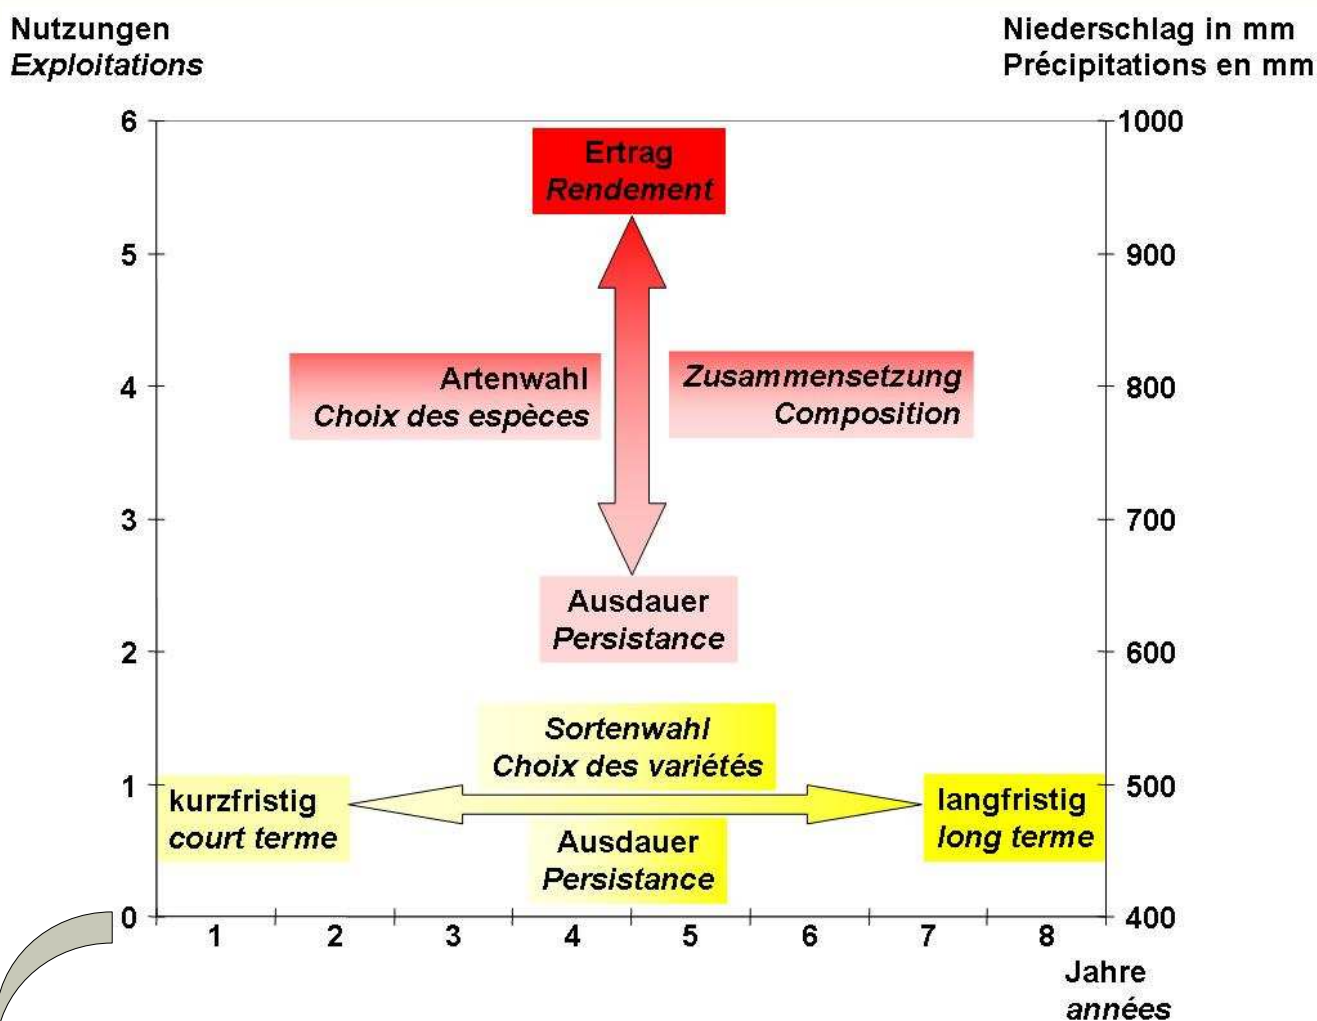 Nutzungen
Exploitations
Niederschlag in mm
Précipitations en mm
6
1000
Ertrag
Rendement
5
900
Artenwahl
Choix des espèces
Zusammensetzung
Composition
4
800
3
700
Ausdauer
Persistance
2
600
Sortenwahl
Choix des variétés
1
500
kurzfristig
court terme
langfristig
long terme
Ausdauer
Persistance
0
400
1 2 3 4 5 6 7 8
Jahre
années